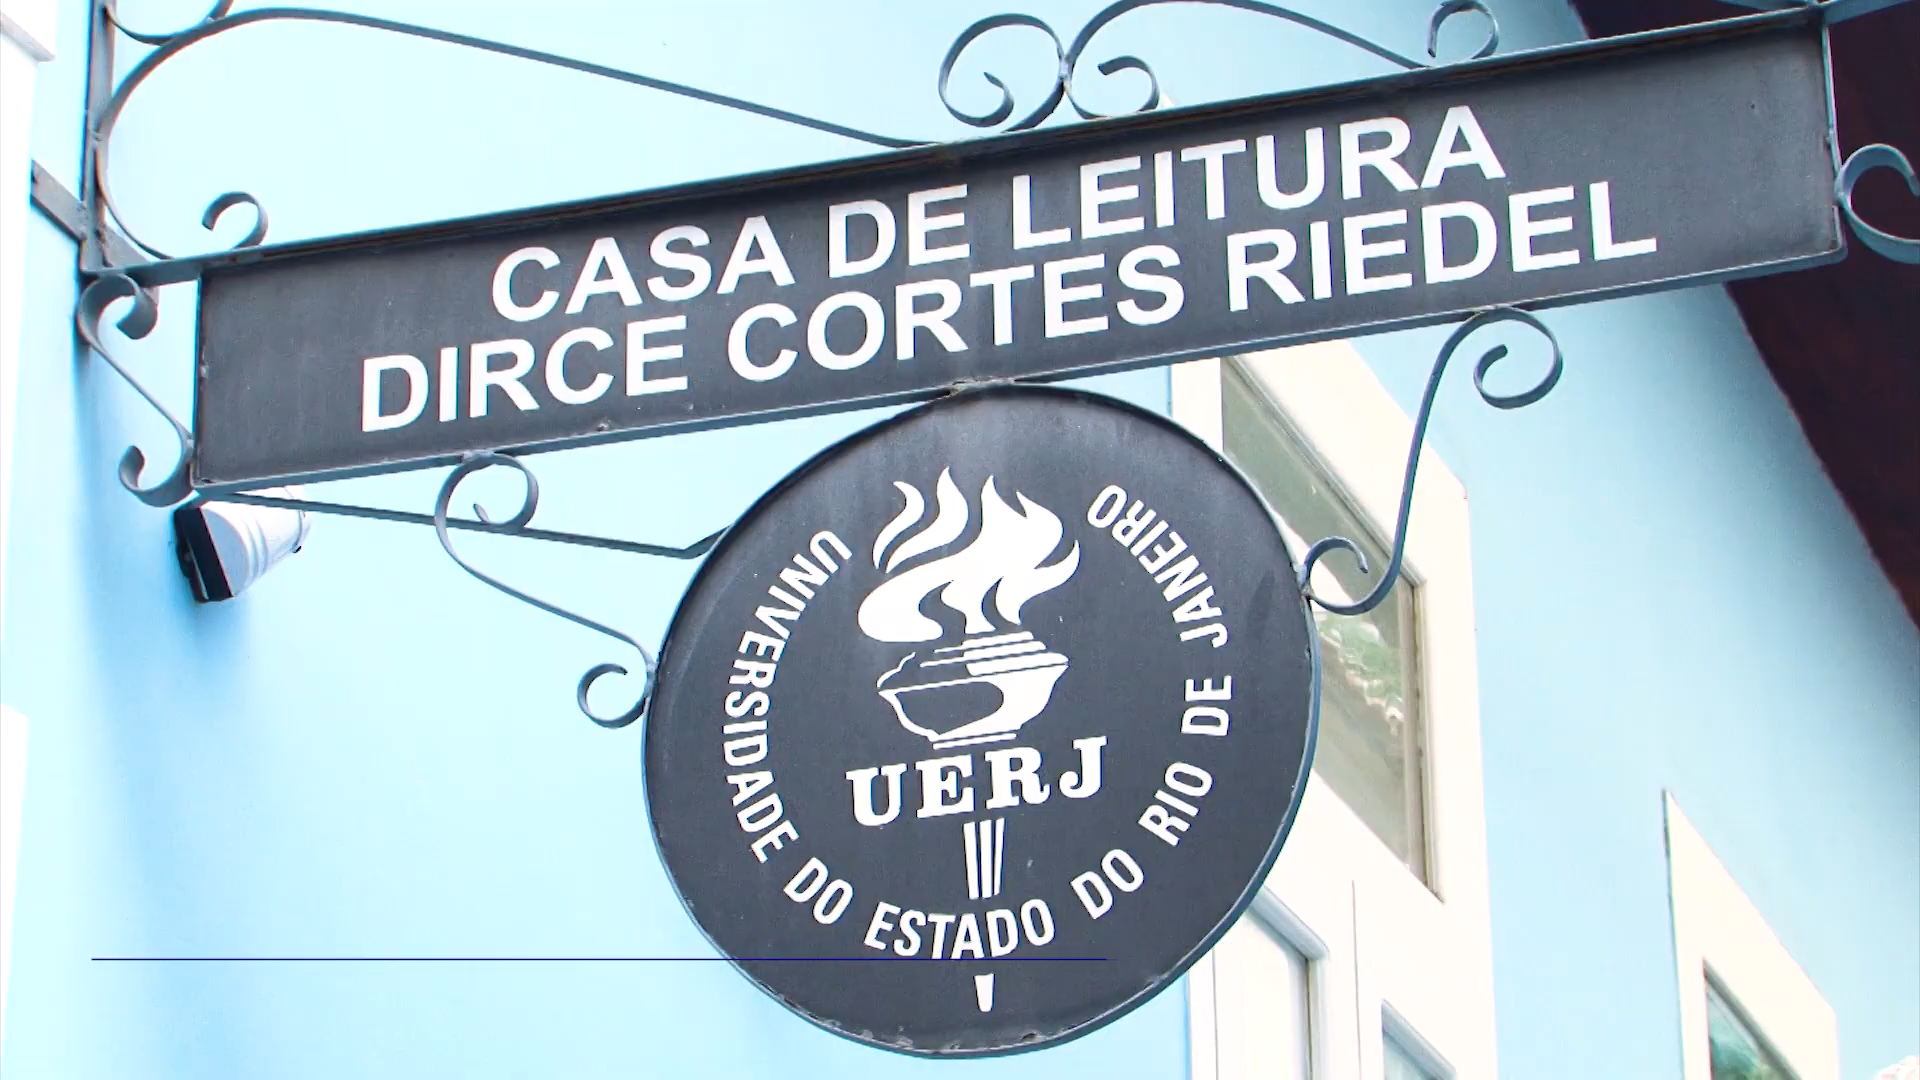 CASA DE LEITURA
DIRCE CORTES RIEDEL
UNIVERSIDADE DO ESTADO DO RIO DE JANEIRO
UERJ